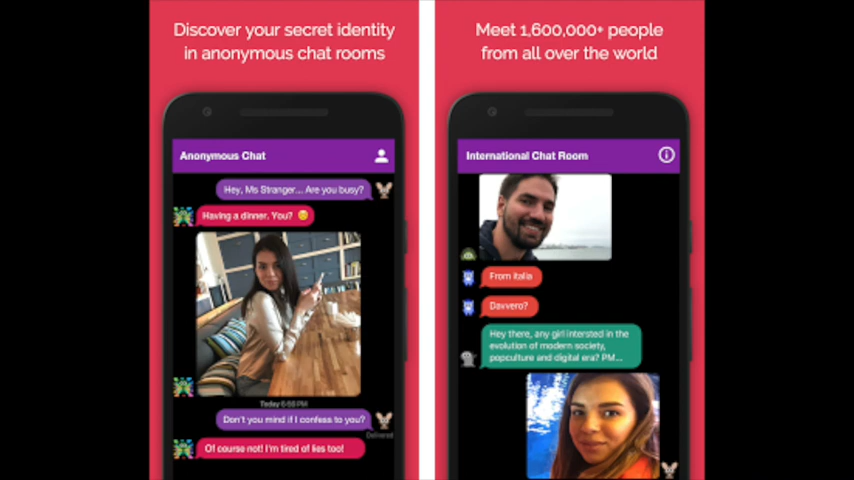 Discover your secret identity
in anonymous chat rooms
Anonymous Chat
Hey, Ms Stranger... Are you busy?
Having a dinner. You?
Today 6:59 PM
Don't you mind if I confess to you?
Delivered
Of course not! I'm tired of lies too!
Meet 1,600,000+ people
from all over the world
International Chat Room
From italia
Davvero?
Hey there, any girl intersted in the
evolution of modern society,
popculture and digital era? PM...